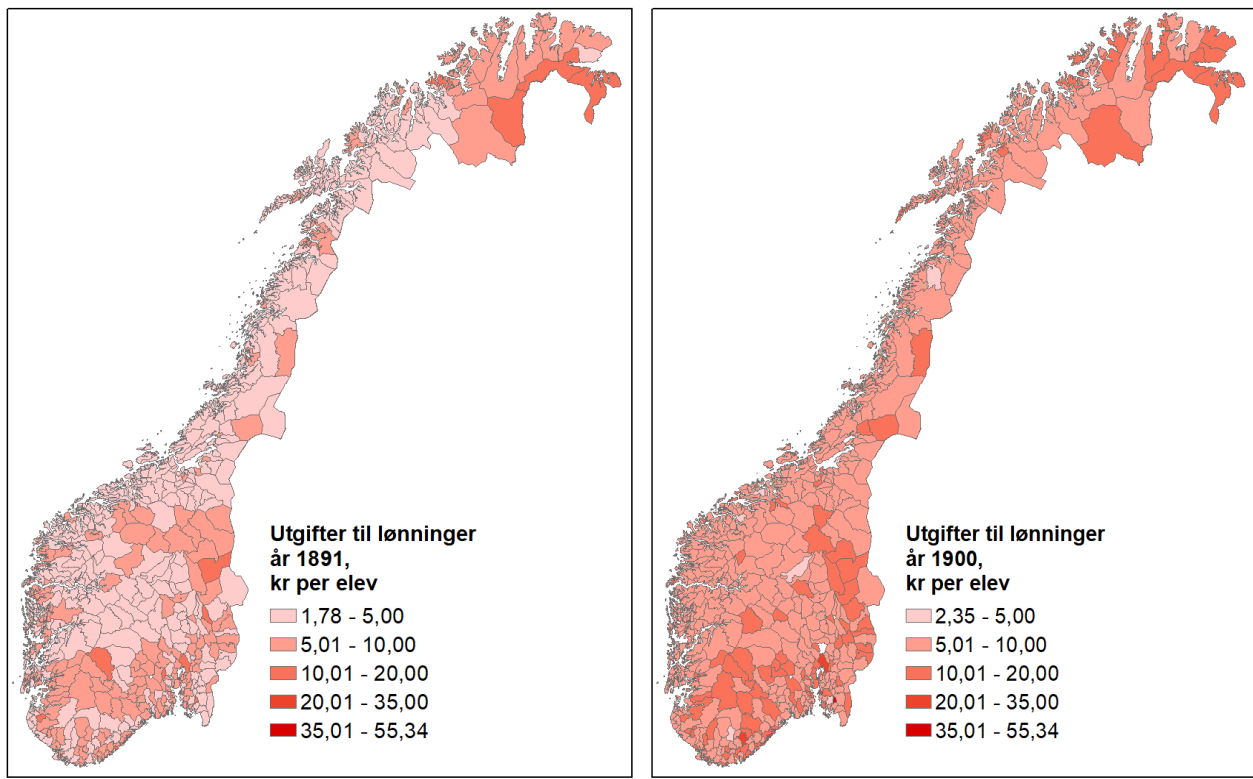 Utgifter til lønninger
år 1891,
kr per elev
1,78 - 5,00
5,01 - 10,00
10,01 - 20,00
20,01 - 35,00
35,01 - 55,34
Utgifter til lønninger
år 1900,
kr per elev
2,35 - 5,00
5,01 - 10,00
10,01 - 20,00
20,01 - 35,00
35,01 - 55,34